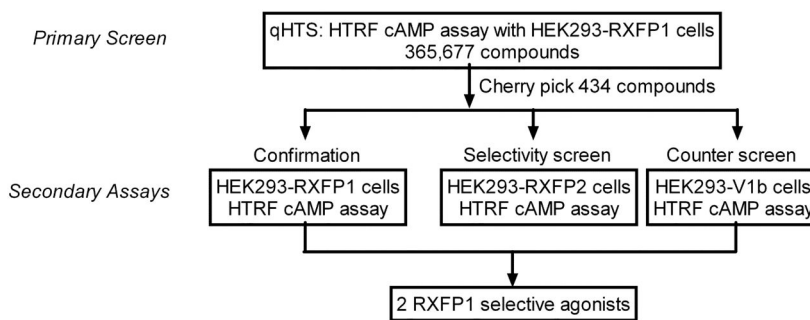 Primary Screen
qHTS: HTRF cAMP assay with HEK293-RXFP1 cells
365,677 compounds
Cherry pick 434 compounds
Confirmation
Selectivity screen
Counter screen
Secondary Assays
HEK293-RXFP1 cells
HTRF cAMP assay
HEK293-RXFP2 cells
HTRF cAMP assay
HEK293-V1b cells
HTRF cAMP assay
2 RXFP1 selective agonists